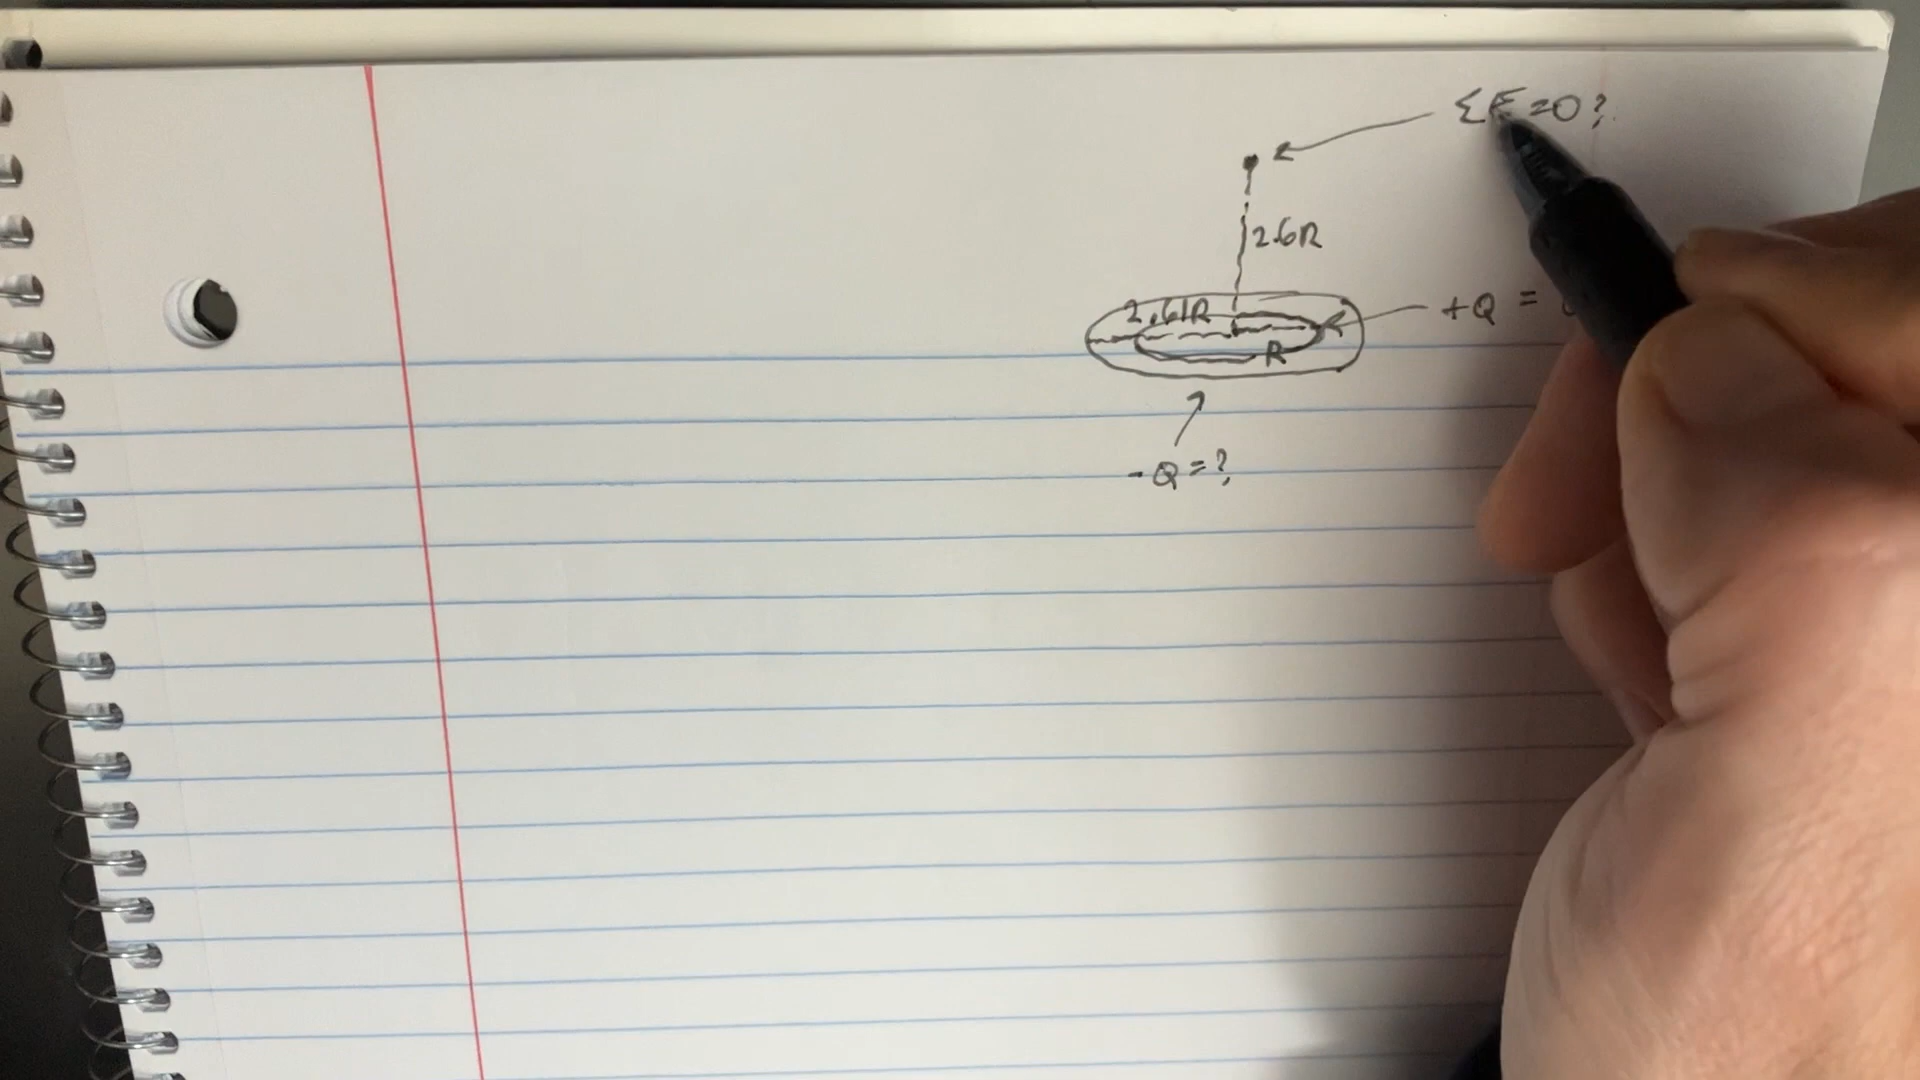 ΣE=0?
2.6R
2.61R
+Q =
R
-Q=?